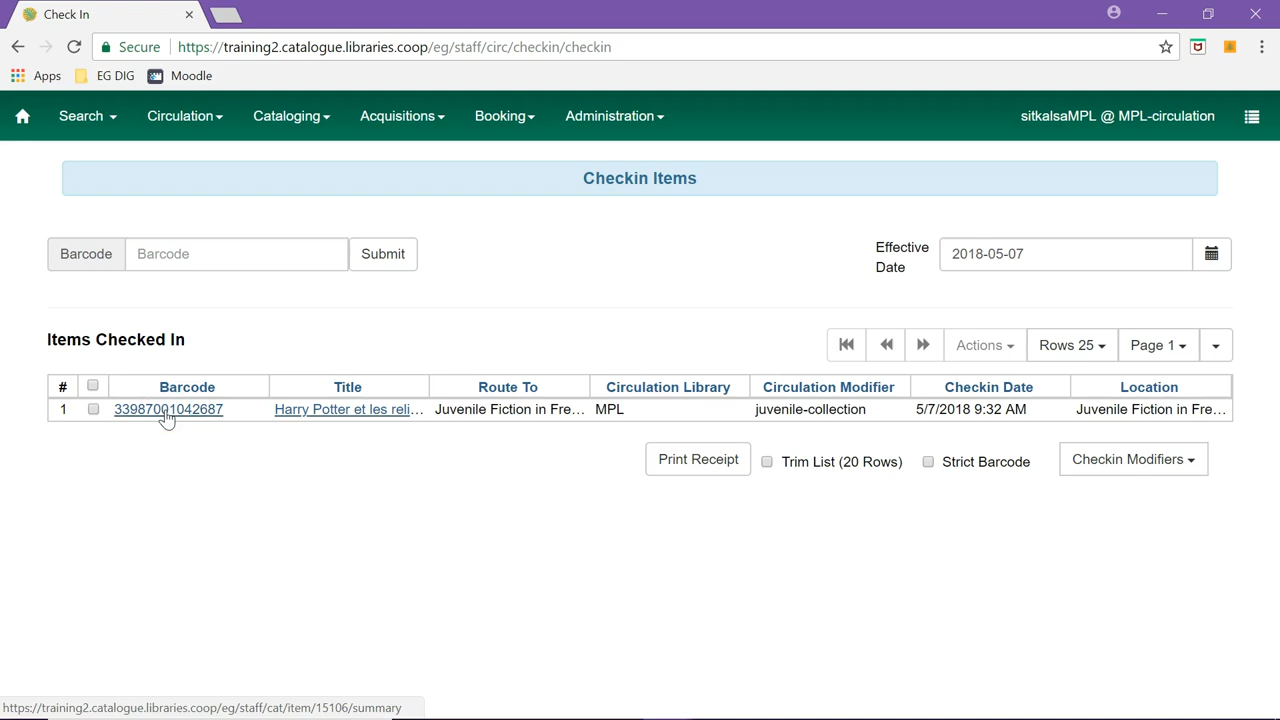 Check In
Secure https://training2.catalogue.libraries.coop/eg/staff/circ/checkin/checkin
Apps EG DIG Moodle
Search Circulation Cataloging Acquisitions Booking Administration sitkalsaMPL @ MPL-circulation
Checkin Items
Barcode Barcode Submit
Effective Date 2018-05-07
Items Checked In
Actions Rows 25 Page 1
# Barcode Title Route To Circulation Library Circulation Modifier Checkin Date Location
1 33987001042687 Harry Potter et les reli... Juvenile Fiction in Fre... MPL juvenile-collection 5/7/2018 9:32 AM Juvenile Fiction in Fre...
Print Receipt Trim List (20 Rows) Strict Barcode Checkin Modifiers
https://training2.catalogue.libraries.coop/eg/staff/cat/item/15106/summary